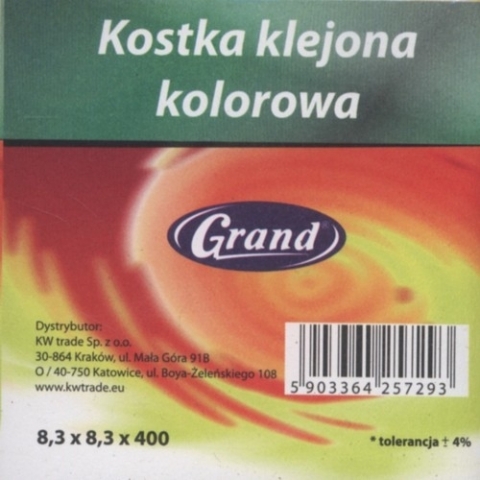 Kostka klejona
kolorowa
Grand
Dystrybutor:
KW trade Sp. z o.o.
30-864 Kraków, ul. Mała Góra 91B
O / 40-750 Katowice, ul. Boya-Żeleńskiego 108
www.kwtrade.eu
5 903364 257293
8,3 x 8,3 x 400
* tolerancja ± 4%